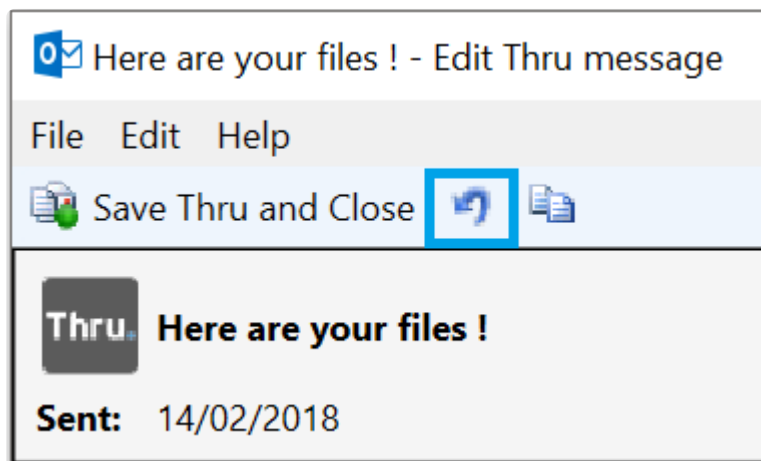 Here are your files ! - Edit Thru message
File Edit Help
Save Thru and Close
Thru. Here are your files !
Sent: 14/02/2018